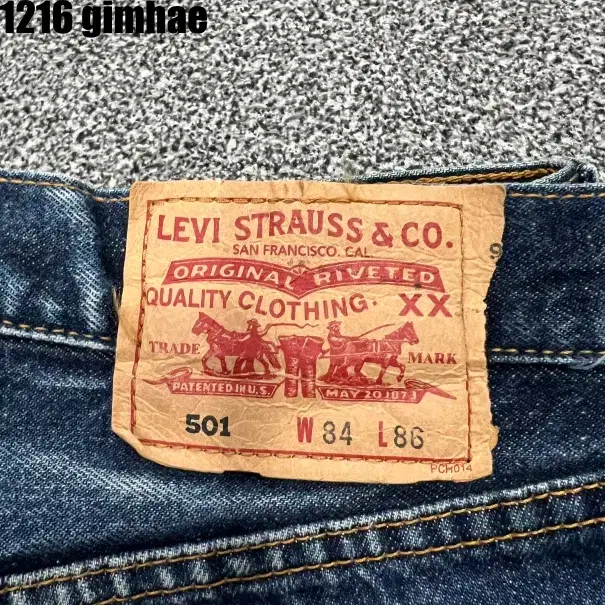 1216 gimhae
LEVI STRAUSS & CO.
SAN FRANCISCO, CAL.
ORIGINAL RIVETED
QUALITY CLOTHING. XX
TRADE MARK
PATENTED IN U.S. MAY 20 1873
501 W 84 L 86
PCH014